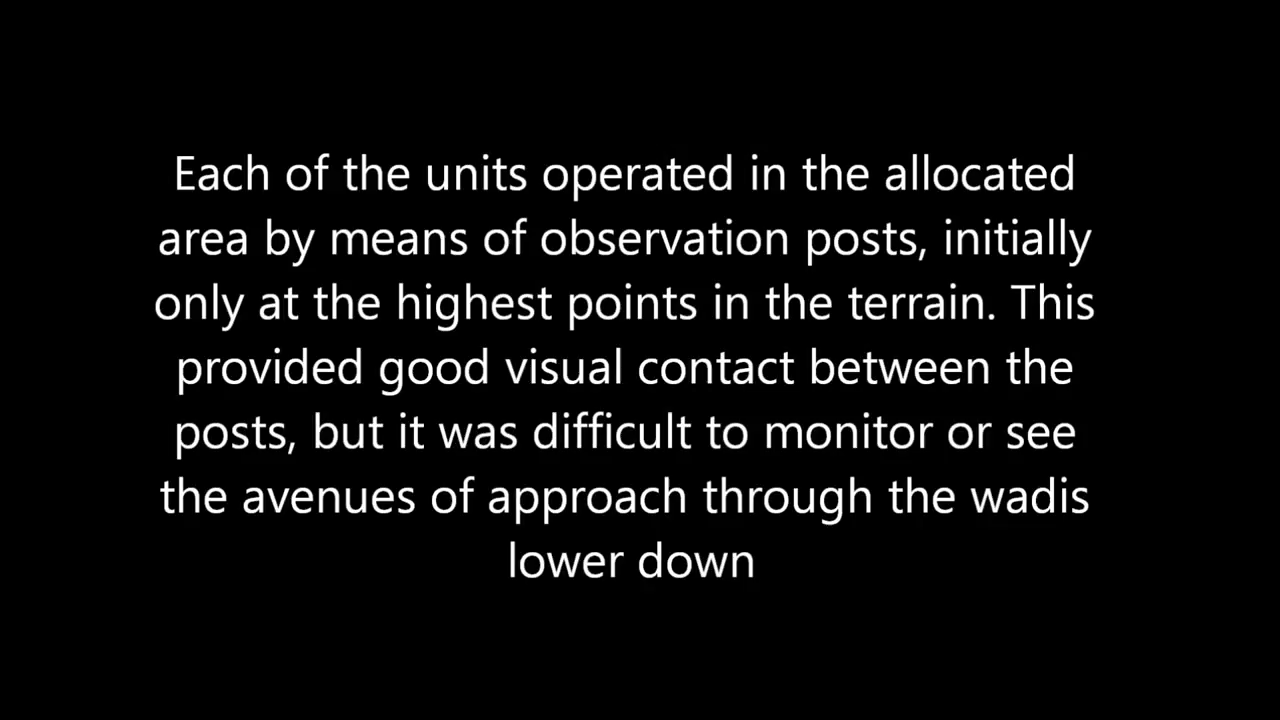 Each of the units operated in the allocated
area by means of observation posts, initially
only at the highest points in the terrain. This
provided good visual contact between the
posts, but it was difficult to monitor or see
the avenues of approach through the wadis
lower down